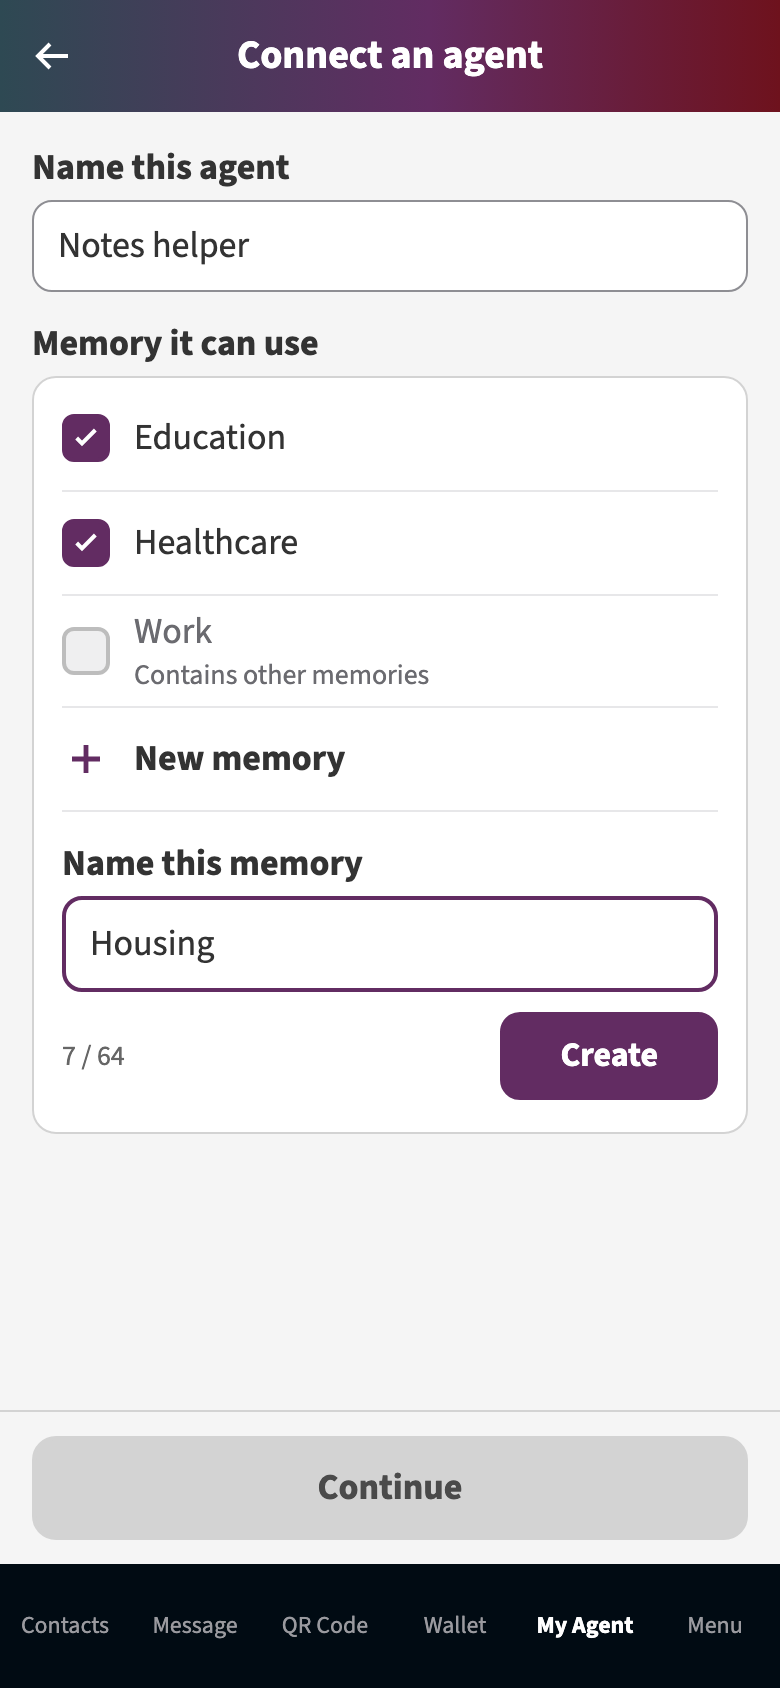 Connect an agent
Name this agent
Notes helper
Memory it can use
Education
Healthcare
Work
Contains other memories
New memory
Name this memory
Housing
7 / 64
Create
Continue
Contacts
Message
QR Code
Wallet
My Agent
Menu